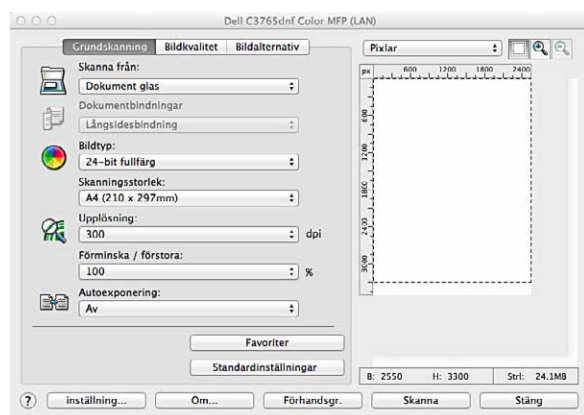 Dell C3765dnf Color MFP (LAN)
Grundskanning Bildkvalitet Bildalternativ
Skanna från:
Dokument glas
Dokumentbindningar
Långsidesbindning
Bildtyp:
24-bit fullfärg
Skanningsstorlek:
A4 (210 x 297mm)
Upplösning:
300 dpi
Förminska / förstora:
100 %
Autoexponering:
Av
Favoriter
Standardinställningar
Pixlar
px 600 1200 1800 2400
600
1200
1800
2400
3000
B: 2550 H: 3300 Strl: 24.1MB
? inställning... Om... Förhandsgr. Skanna Stäng